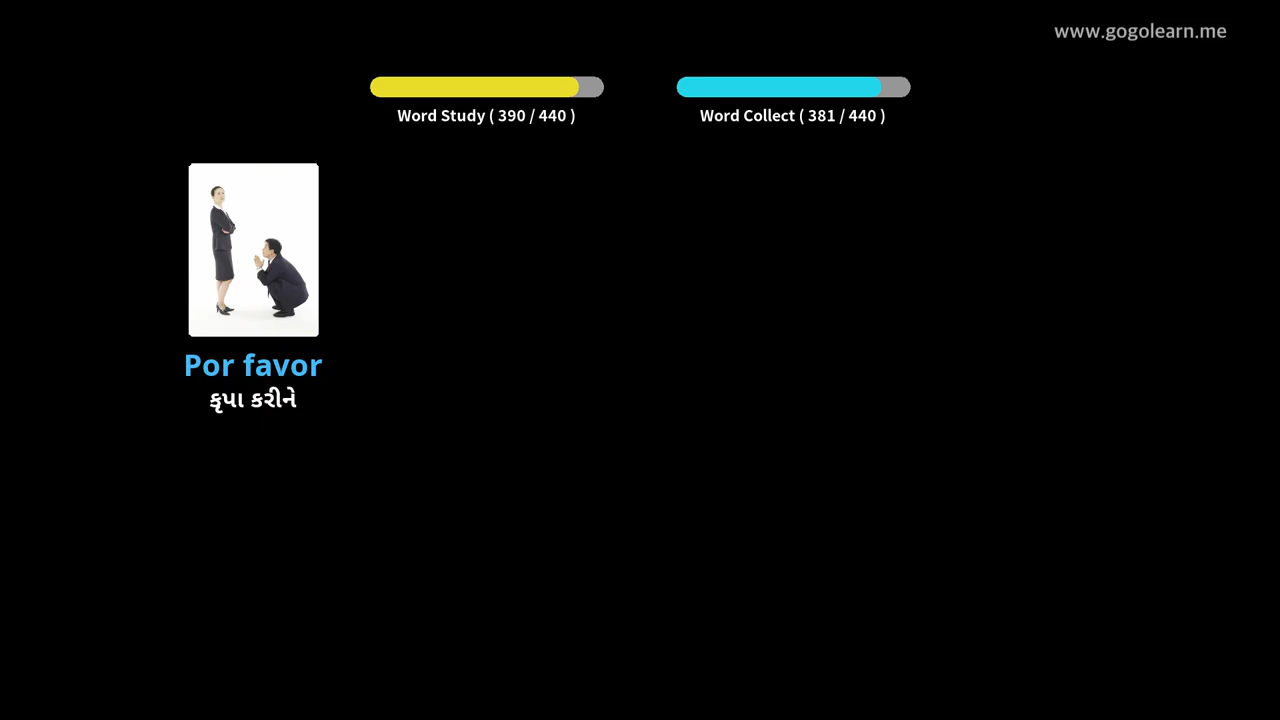 www.gogolearn.me
Word Study ( 390 / 440 )
Word Collect ( 381 / 440 )
Por favor
કૃપા કરીને